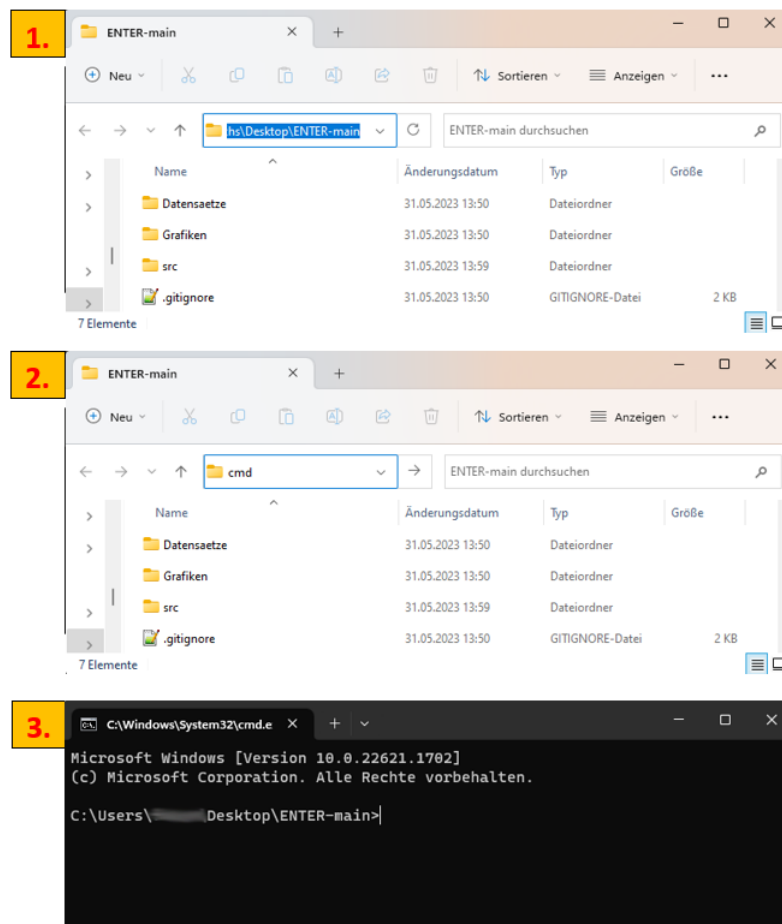 1.
ENTER-main
Neu Sortieren Anzeigen
hs\Desktop\ENTER-main ENTER-main durchsuchen
Name Änderungsdatum Typ Größe
Datensaetze 31.05.2023 13:50 Dateiordner
Grafiken 31.05.2023 13:50 Dateiordner
src 31.05.2023 13:59 Dateiordner
.gitignore 31.05.2023 13:50 GITIGNORE-Datei 2 KB
7 Elemente
2.
ENTER-main
Neu Sortieren Anzeigen
cmd ENTER-main durchsuchen
Name Änderungsdatum Typ Größe
Datensaetze 31.05.2023 13:50 Dateiordner
Grafiken 31.05.2023 13:50 Dateiordner
src 31.05.2023 13:59 Dateiordner
.gitignore 31.05.2023 13:50 GITIGNORE-Datei 2 KB
7 Elemente
3.
C:\Windows\System32\cmd.e
Microsoft Windows [Version 10.0.22621.1702]
(c) Microsoft Corporation. Alle Rechte vorbehalten.
C:\Users\ Desktop\ENTER-main>